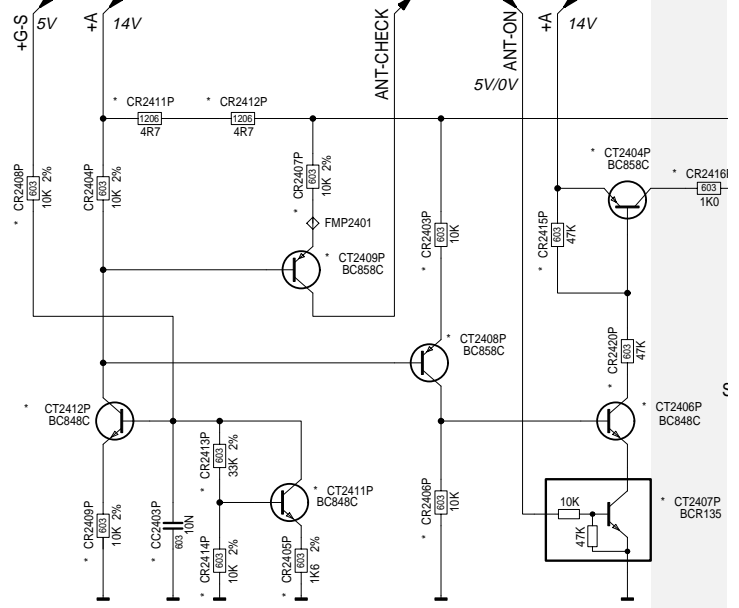 +G-S
5V
+A
14V
ANT-CHECK
ANT-ON
5V/0V
+A
14V
* CR2411P
1206
4R7
* CR2412P
1206
4R7
* CR2408P
603
10K 2%
CR2404P
603
10K 2%
* CR2407P
603
10K 2%
FMP2401
* CT2409P
BC858C
* CR2403P
603
10K
* CT2404P
BC858C
* CR2416
603
1K0
* CR2415P
603
47K
* CT2408P
BC858C
* CR2420P
603
47K
* CT2412P
BC848C
* CT2406P
BC848C
* CR2413P
603
33K 2%
* CT2411P
BC848C
* CR2406P
603
10K
* CT2407P
BCR135
10K
47K
* CR2409P
603
10K 2%
* CC2403P
603
10N
* CR2414P
603
10K 2%
* CR2405P
603
1K6 2%